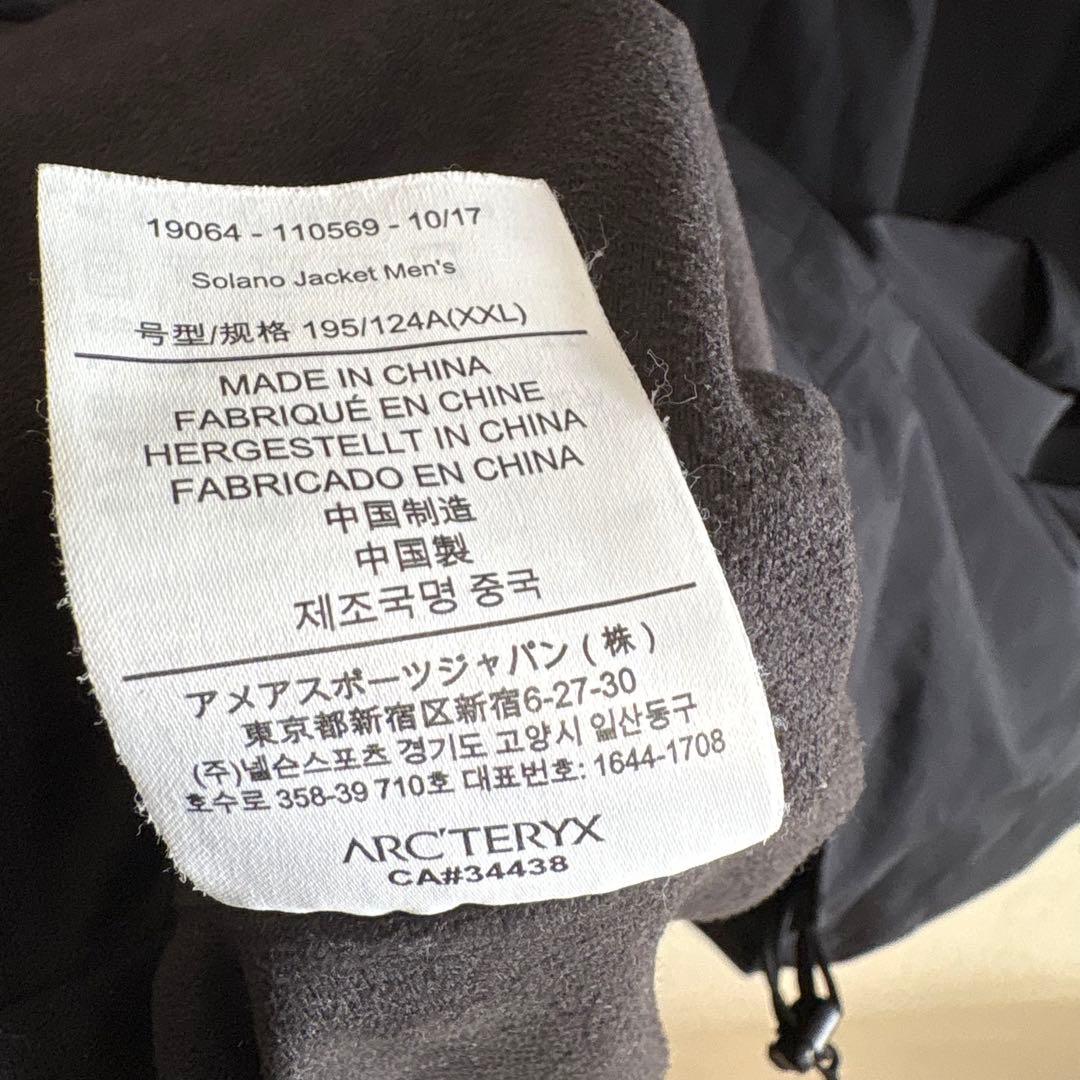 19064 - 110569 - 10/17
Solano Jacket Men's
号型/规格 195/124A(XXL)
MADE IN CHINA
FABRIQUÉ EN CHINE
HERGESTELLT IN CHINA
FABRICADO EN CHINA
中国制造
中国製
제조국명 중국
アメアスポーツジャパン ( 株 )
東京都新宿区新宿6-27-30
(주)넬슨스포츠 경기도 고양시 일산동구
호수로 358-39 710호 대표번호: 1644-1708
ARC'TERYX
CA#34438